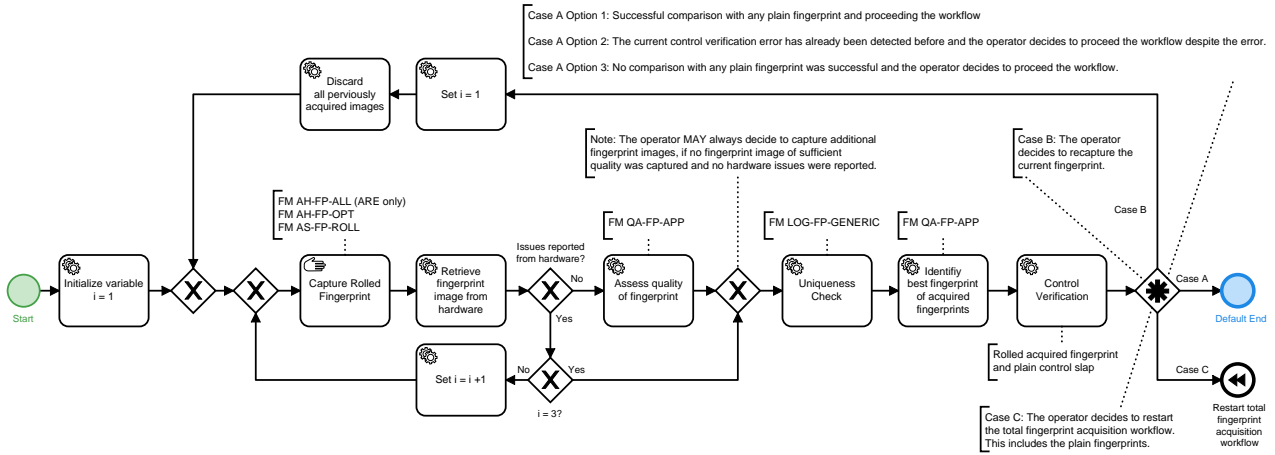 Case A Option 1: Successful comparison with any plain fingerprint and proceeding the workflow
Case A Option 2: The current control verification error has already been detected before and the operator decides to proceed the workflow despite the error.
Case A Option 3: No comparison with any plain fingerprint was successful and the operator decides to proceed the workflow.
Discard
all perviously
acquired images
Set i = 1
Note: The operator MAY always decide to capture additional
fingerprint images, if no fingerprint image of sufficient
quality was captured and no hardware issues were reported.
Case B: The operator
decides to recapture the
current fingerprint.
Case B
FM AH-FP-ALL (ARE only)
FM AH-FP-OPT
FM AS-FP-ROLL
FM QA-FP-APP
FM LOG-FP-GENERIC
FM QA-FP-APP
Issues reported
from hardware?
Start
Initialize variable
i = 1
Capture Rolled
Fingerprint
Retrieve
fingerprint
image from
hardware
No
Yes
Assess quality
of fingerprint
Uniqueness
Check
Identifiy
best fingerprint
of acquired
fingerprints
Control
Verification
Case A
Default End
Set i = i +1
No
Yes
i = 3?
Rolled acquired fingerprint
and plain control slap
Case C
Case C: The operator decides to restart
the total fingerprint acquisition workflow.
This includes the plain fingerprints.
Restart total
fingerprint
acquisition
workflow